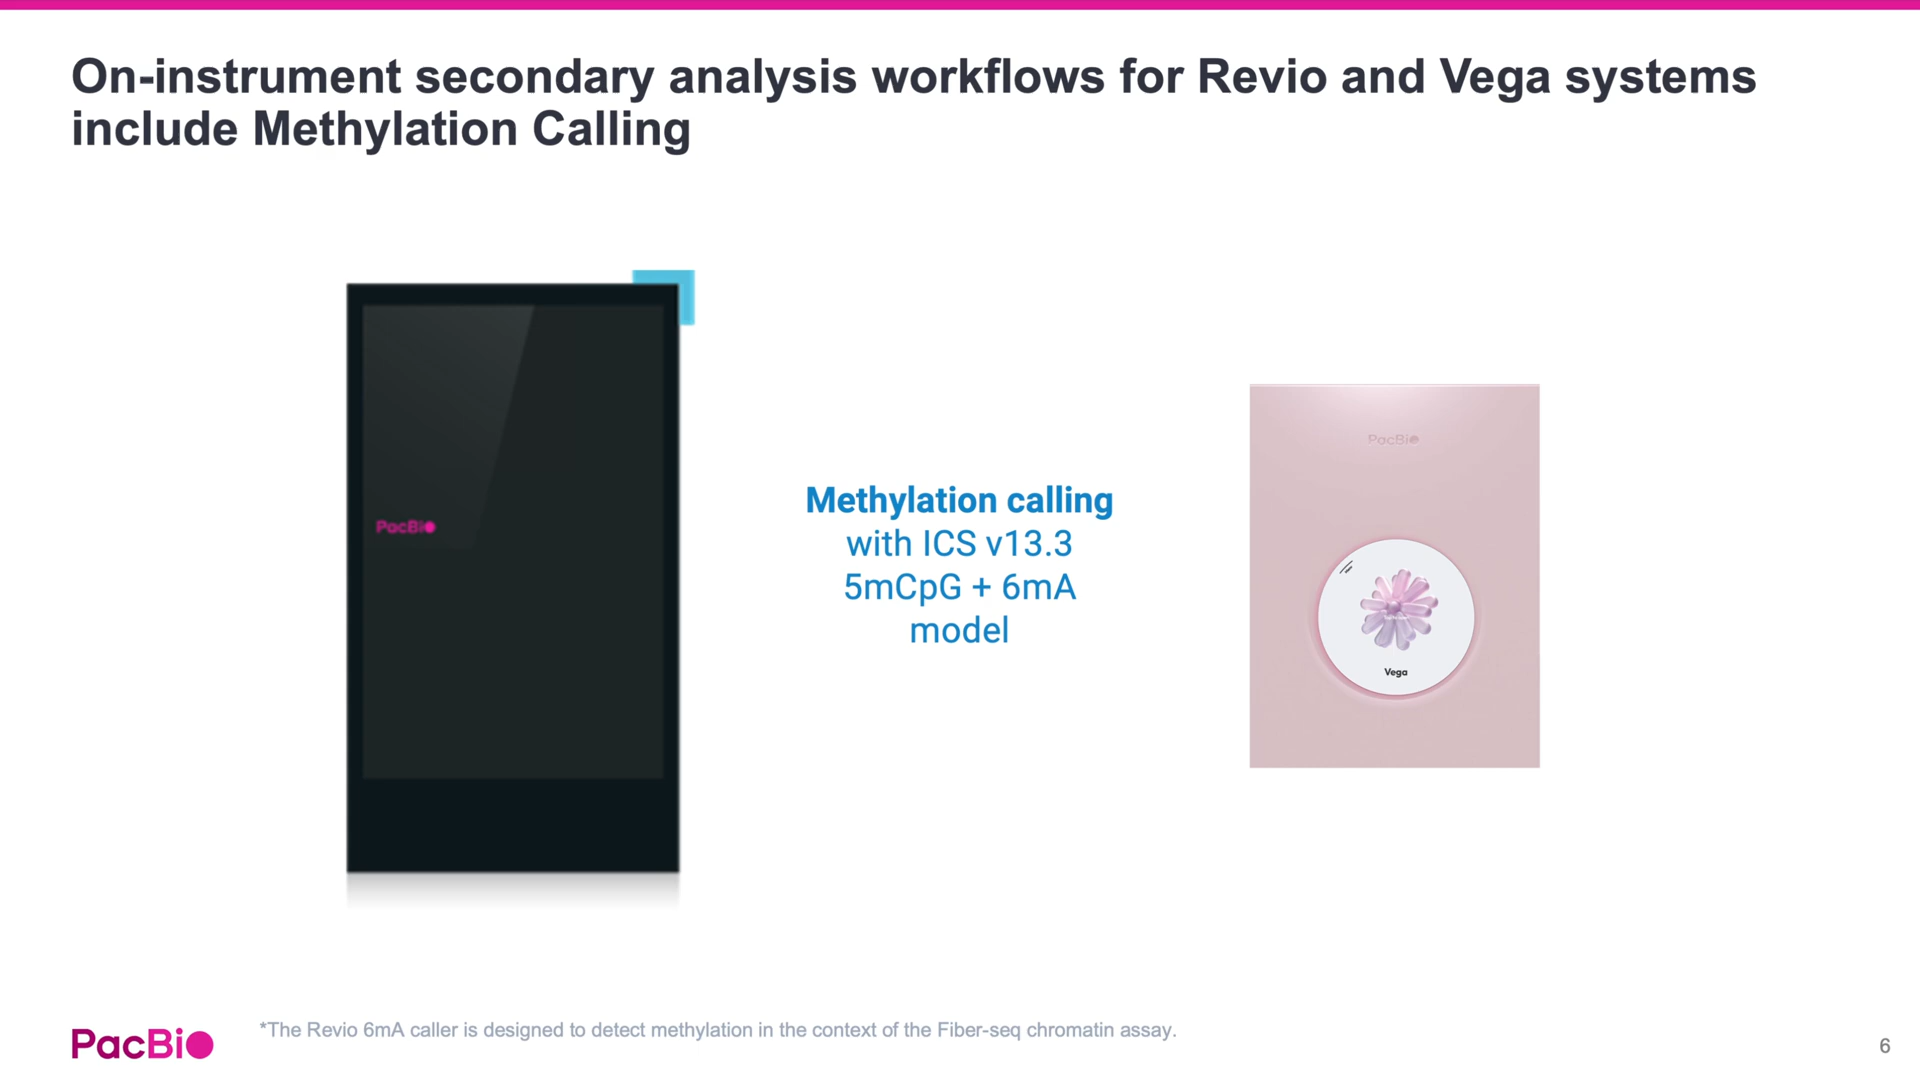 On-instrument secondary analysis workflows for Revio and Vega systems
include Methylation Calling
PacBio
Methylation calling
with ICS v13.3
5mCpG + 6mA
model
PacBio
Vega
PacBio
*The Revio 6mA caller is designed to detect methylation in the context of the Fiber-seq chromatin assay.
6